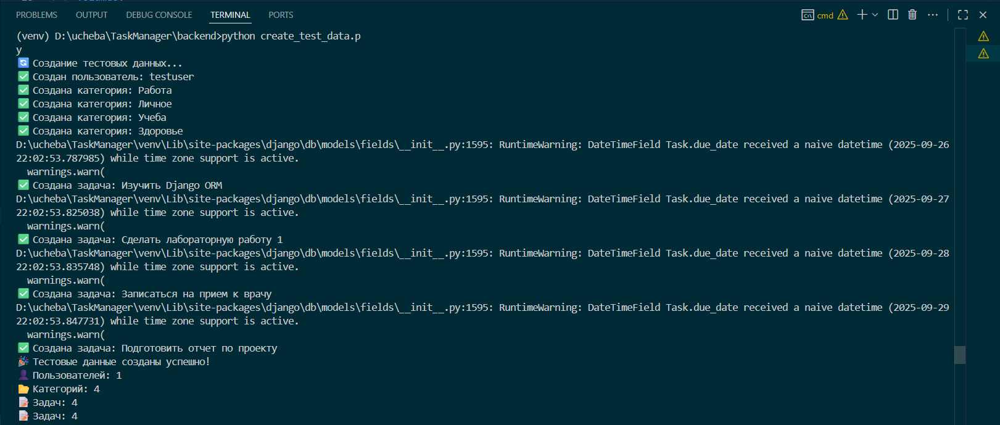 PROBLEMS OUTPUT DEBUG CONSOLE TERMINAL PORTS cmd
(venv) D:\ucheba\TaskManager\backend>python create_test_data.p
y
Создание тестовых данных...
Создан пользователь: testuser
Создана категория: Работа
Создана категория: Личное
Создана категория: Учеба
Создана категория: Здоровье
D:\ucheba\TaskManager\venv\Lib\site-packages\django\db\models\fields\__init__.py:1595: RuntimeWarning: DateTimeField Task.due_date received a naive datetime (2025-09-26
22:02:53.787985) while time zone support is active.
  warnings.warn(
Создана задача: Изучить Django ORM
D:\ucheba\TaskManager\venv\Lib\site-packages\django\db\models\fields\__init__.py:1595: RuntimeWarning: DateTimeField Task.due_date received a naive datetime (2025-09-27
22:02:53.825038) while time zone support is active.
  warnings.warn(
Создана задача: Сделать лабораторную работу 1
D:\ucheba\TaskManager\venv\Lib\site-packages\django\db\models\fields\__init__.py:1595: RuntimeWarning: DateTimeField Task.due_date received a naive datetime (2025-09-28
22:02:53.835748) while time zone support is active.
  warnings.warn(
Создана задача: Записаться на прием к врачу
D:\ucheba\TaskManager\venv\Lib\site-packages\django\db\models\fields\__init__.py:1595: RuntimeWarning: DateTimeField Task.due_date received a naive datetime (2025-09-29
22:02:53.847731) while time zone support is active.
  warnings.warn(
Создана задача: Подготовить отчет по проекту
Тестовые данные созданы успешно!
Пользователей: 1
Категорий: 4
Задач: 4
Задач: 4